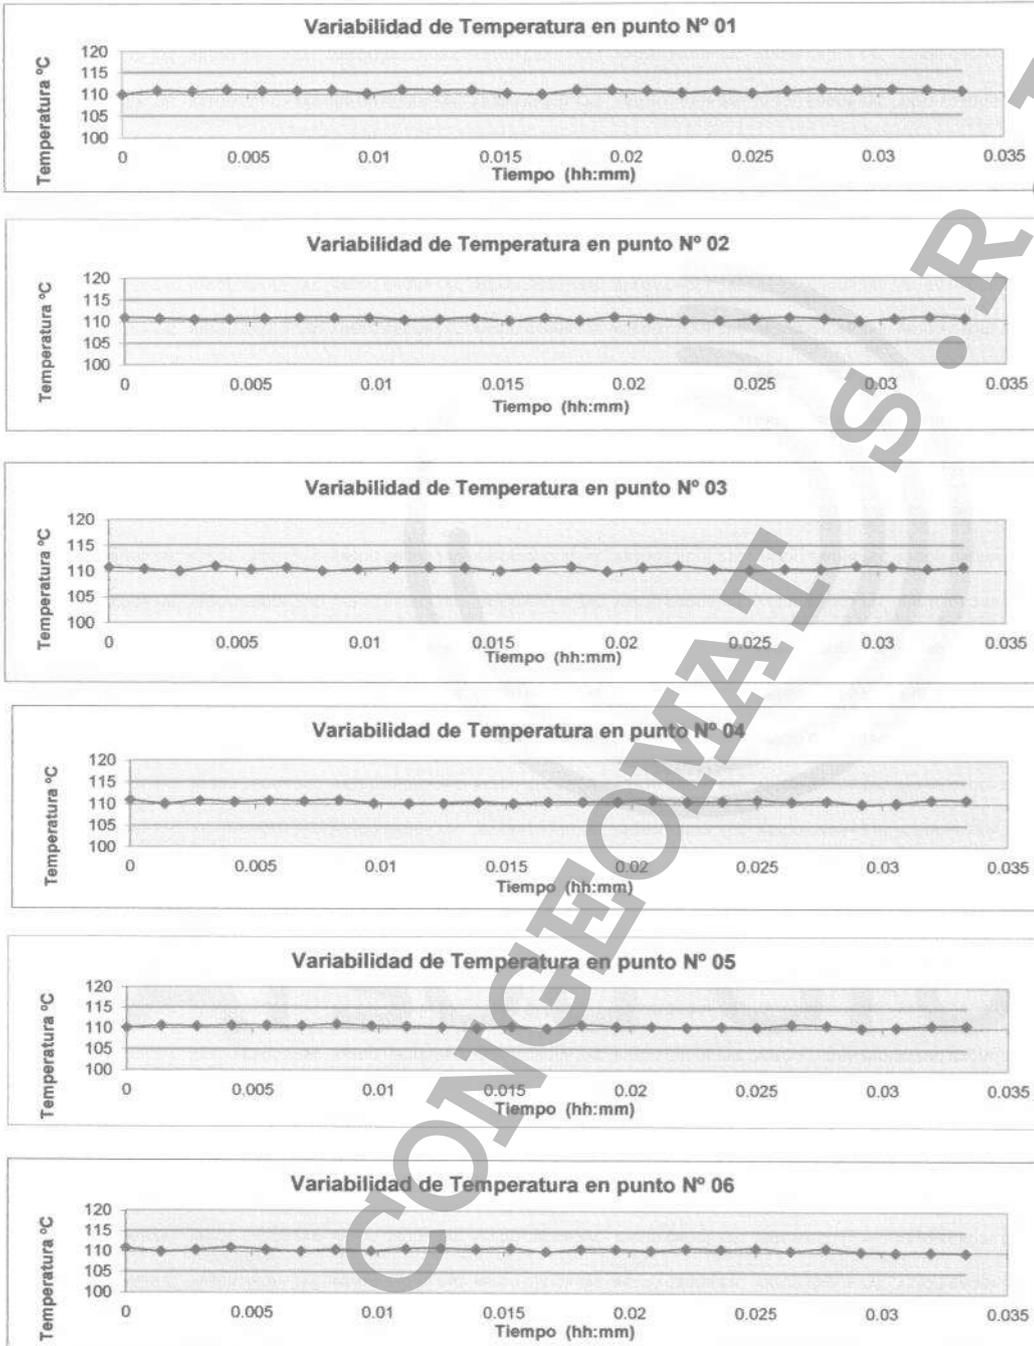 Variabilidad de Temperatura en punto Nº 01
Temperatura ºC
120
115
110
105
100
0 0.005 0.01 0.015 0.02 0.025 0.03 0.035
Tiempo (hh:mm)
Variabilidad de Temperatura en punto Nº 02
Temperatura ºC
120
115
110
105
100
0 0.005 0.01 0.015 0.02 0.025 0.03 0.035
Tiempo (hh:mm)
Variabilidad de Temperatura en punto Nº 03
Temperatura ºC
120
115
110
105
100
0 0.005 0.01 0.015 0.02 0.025 0.03 0.035
Tiempo (hh:mm)
Variabilidad de Temperatura en punto Nº 04
Temperatura ºC
120
115
110
105
100
0 0.005 0.01 0.015 0.02 0.025 0.03 0.035
Tiempo (hh:mm)
Variabilidad de Temperatura en punto Nº 05
Temperatura ºC
120
115
110
105
100
0 0.005 0.01 0.015 0.02 0.025 0.03 0.035
Tiempo (hh:mm)
Variabilidad de Temperatura en punto Nº 06
Temperatura ºC
120
115
110
105
100
0 0.005 0.01 0.015 0.02 0.025 0.03 0.035
Tiempo (hh:mm)
CONGEOMAT S.R.